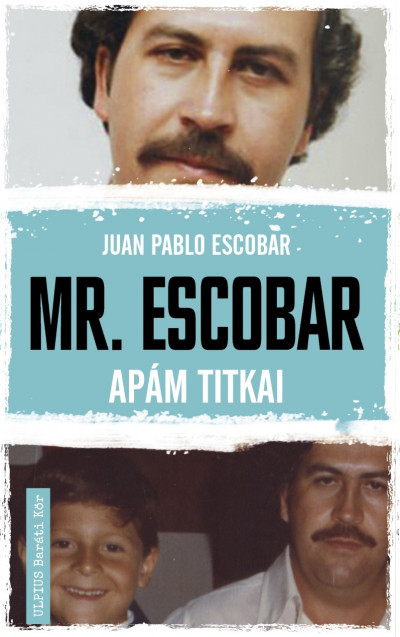 JUAN PABLO ESCOBAR
MR. ESCOBAR
APÁM TITKAI
ULPIUS Baráti Kör